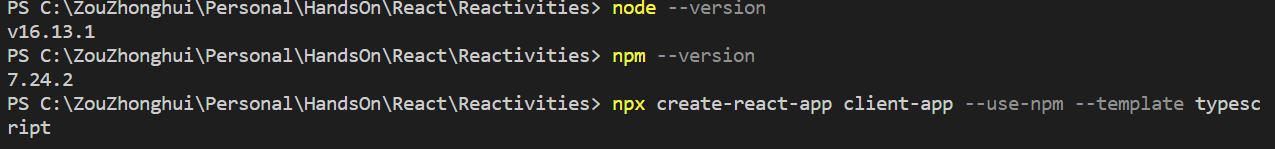 PS C:\ZouZhonghui\Personal\HandsOn\React\Reactivities> node --version
v16.13.1
PS C:\ZouZhonghui\Personal\HandsOn\React\Reactivities> npm --version
7.24.2
PS C:\ZouZhonghui\Personal\HandsOn\React\Reactivities> npx create-react-app client-app --use-npm --template typesc
ript